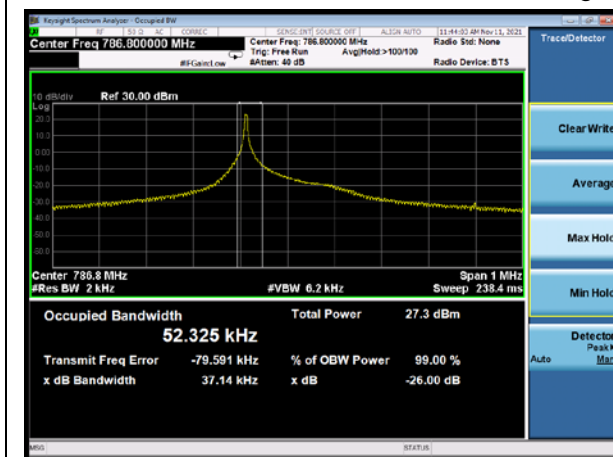 Keysight Spectrum Analyzer - Occupied BW
RF 50 Ω AC CORREC SENSE:INT SOURCE OFF ALIGN AUTO 11:44:03 AM Nov 11, 2021
Center Freq 786.800000 MHz Center Freq: 786.800000 MHz Radio Std: None
Trig: Free Run Avg|Hold:>100/100
#IFGain:Low #Atten: 40 dB Radio Device: BTS
Trace/Detector
10 dB/div Ref 30.00 dBm
Log
20.0
10.0
0.00
-10.0
-20.0
-30.0
-40.0
-50.0
-60.0
Center 786.8 MHz Span 1 MHz
#Res BW 2 kHz #VBW 6.2 kHz Sweep 238.4 ms
Occupied Bandwidth Total Power 27.3 dBm
52.325 kHz
Transmit Freq Error -79.591 kHz % of OBW Power 99.00 %
x dB Bandwidth 37.14 kHz x dB -26.00 dB
Clear Write
Average
Max Hold
Min Hold
Detector
Peak
Auto Man
MSG STATUS